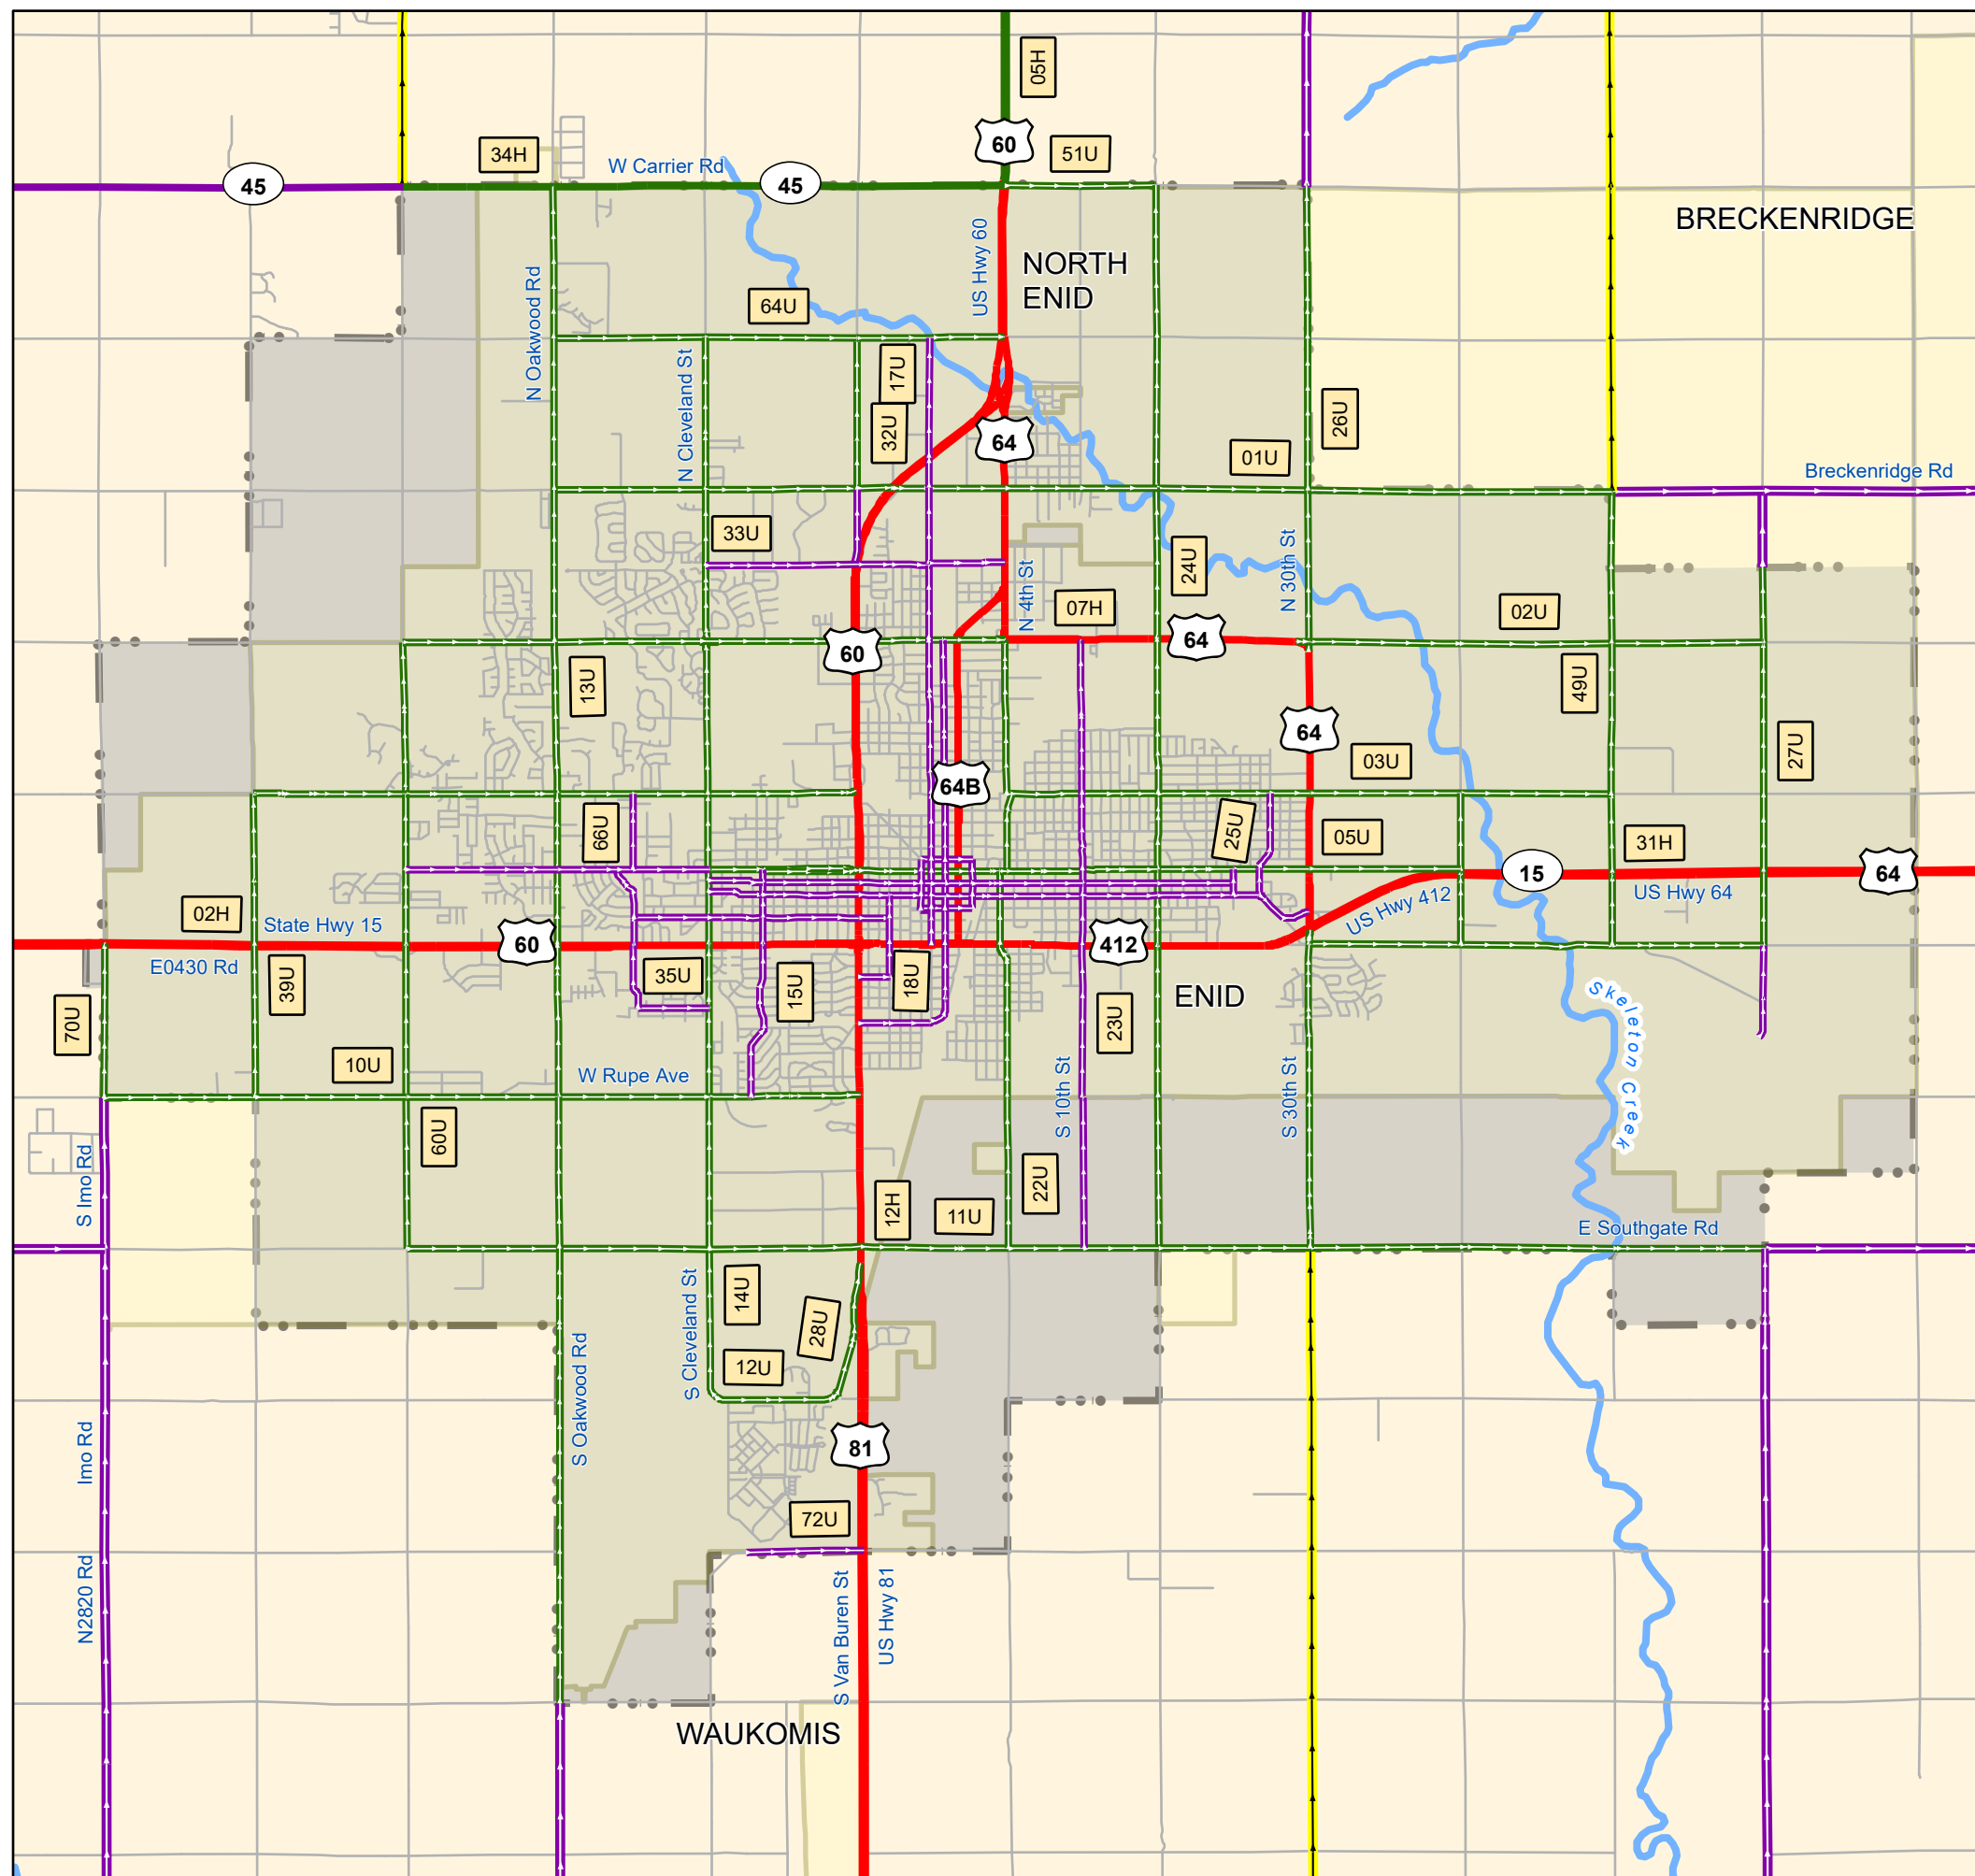 05H
60
51U
34H
W Carrier Rd
45
45
BRECKENRIDGE
US Hwy 60
NORTH
ENID
N Oakwood Rd
64U
N Cleveland St
17U
32U
64
26U
01U
Breckenridge Rd
33U
N 4th St
24U
N 30th St
07H
02U
60
64
13U
49U
64
27U
03U
64B
66U
25U
05U
31H
15
64
02H
State Hwy 15
60
US Hwy 412
US Hwy 64
412
E0430 Rd
39U
35U
15U
18U
ENID
70U
23U
Skeleton Creek
10U
W Rupe Ave
S 10th St
S 30th St
60U
S Imo Rd
22U
12H
11U
E Southgate Rd
S Cleveland St
14U
28U
12U
S Oakwood Rd
Imo Rd
81
72U
N2820 Rd
S Van Buren St
US Hwy 81
WAUKOMIS